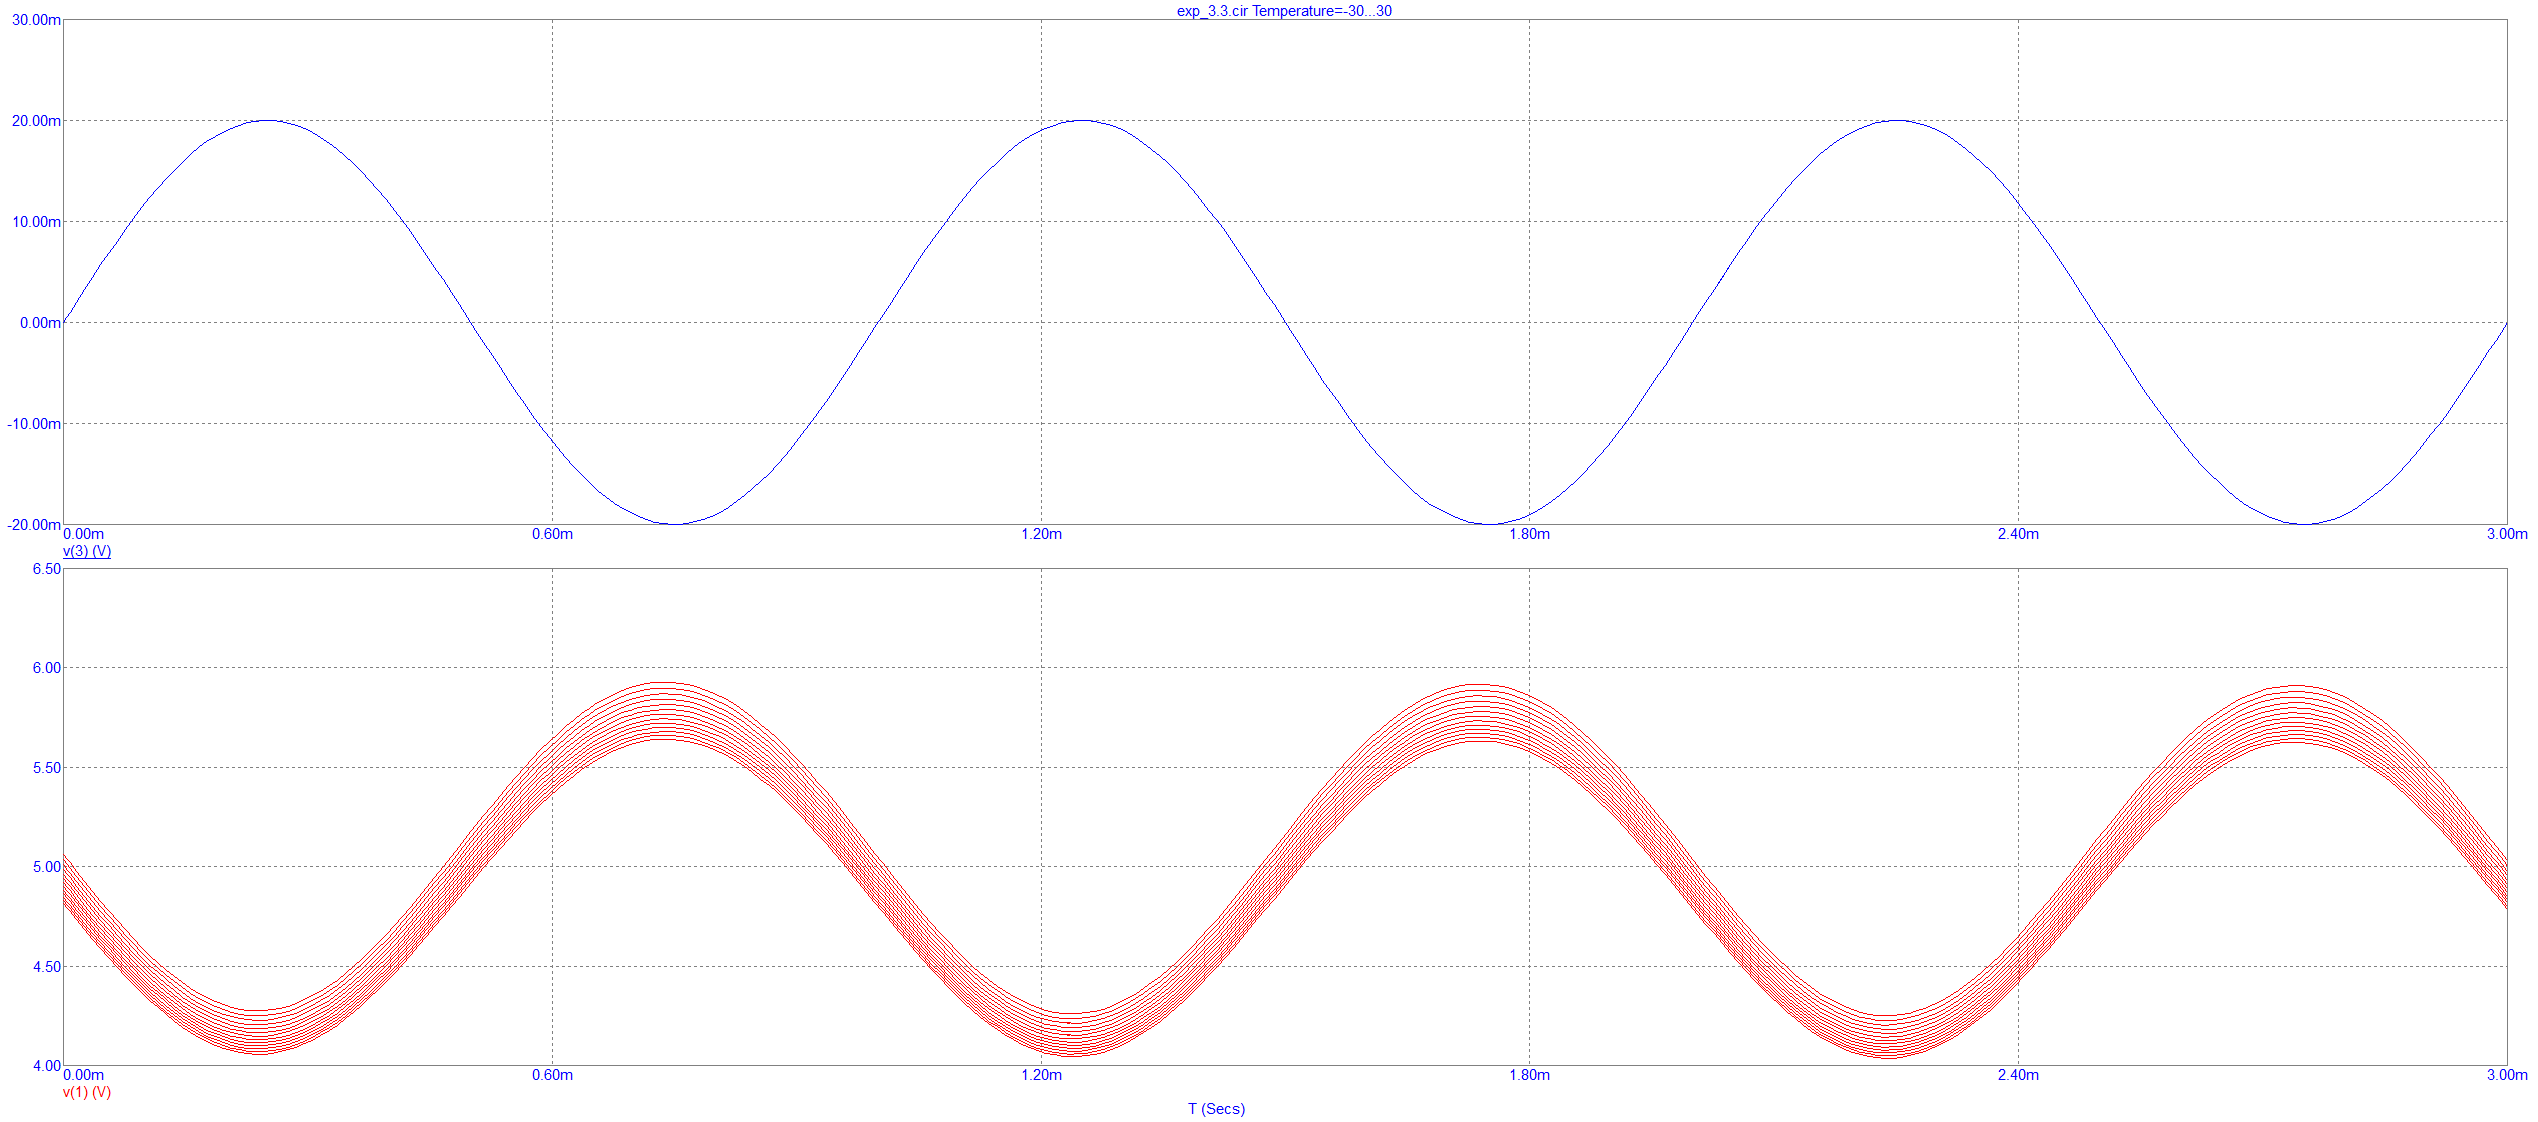 exp_3.3.cir Temperature=-30...30
30.00m
20.00m
10.00m
0.00m
-10.00m
-20.00m
0.00m 0.60m 1.20m 1.80m 2.40m 3.00m
v(3) (V)
6.50
6.00
5.50
5.00
4.50
4.00
0.00m 0.60m 1.20m 1.80m 2.40m 3.00m
v(1) (V)
T (Secs)